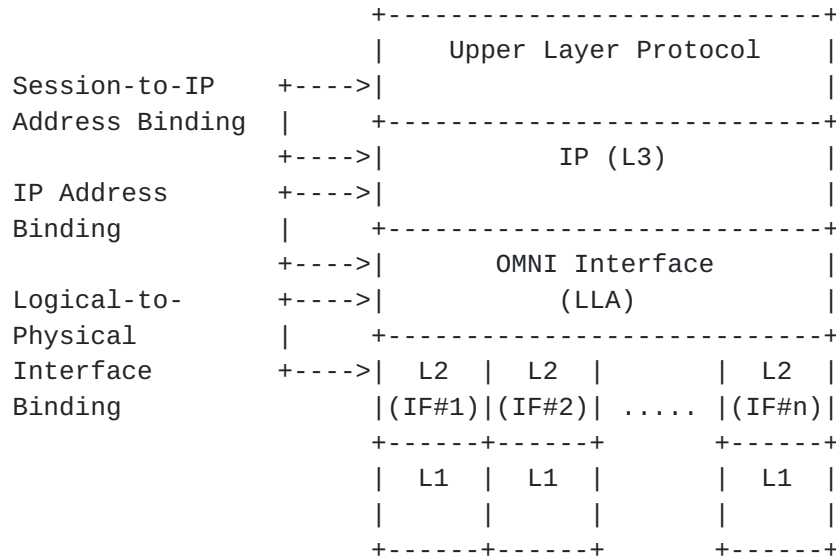 +----------------------------+
                         |    Upper Layer Protocol    |
Session-to-IP    +---->|                            |
Address Binding  |     +----------------------------+
                 +---->|           IP (L3)          |
IP Address       +---->|                            |
Binding          |     +----------------------------+
                 +---->|       OMNI Interface       |
Logical-to-      +---->|           (LLA)            |
Physical         |     +----------------------------+
Interface        +---->|  L2  |  L2  |       |  L2  |
Binding                |(IF#1)|(IF#2)| ..... |(IF#n)|
                       +------+------+       +------+
                       |  L1  |  L1  |       |  L1  |
                       |      |      |       |      |
                       +------+------+       +------+